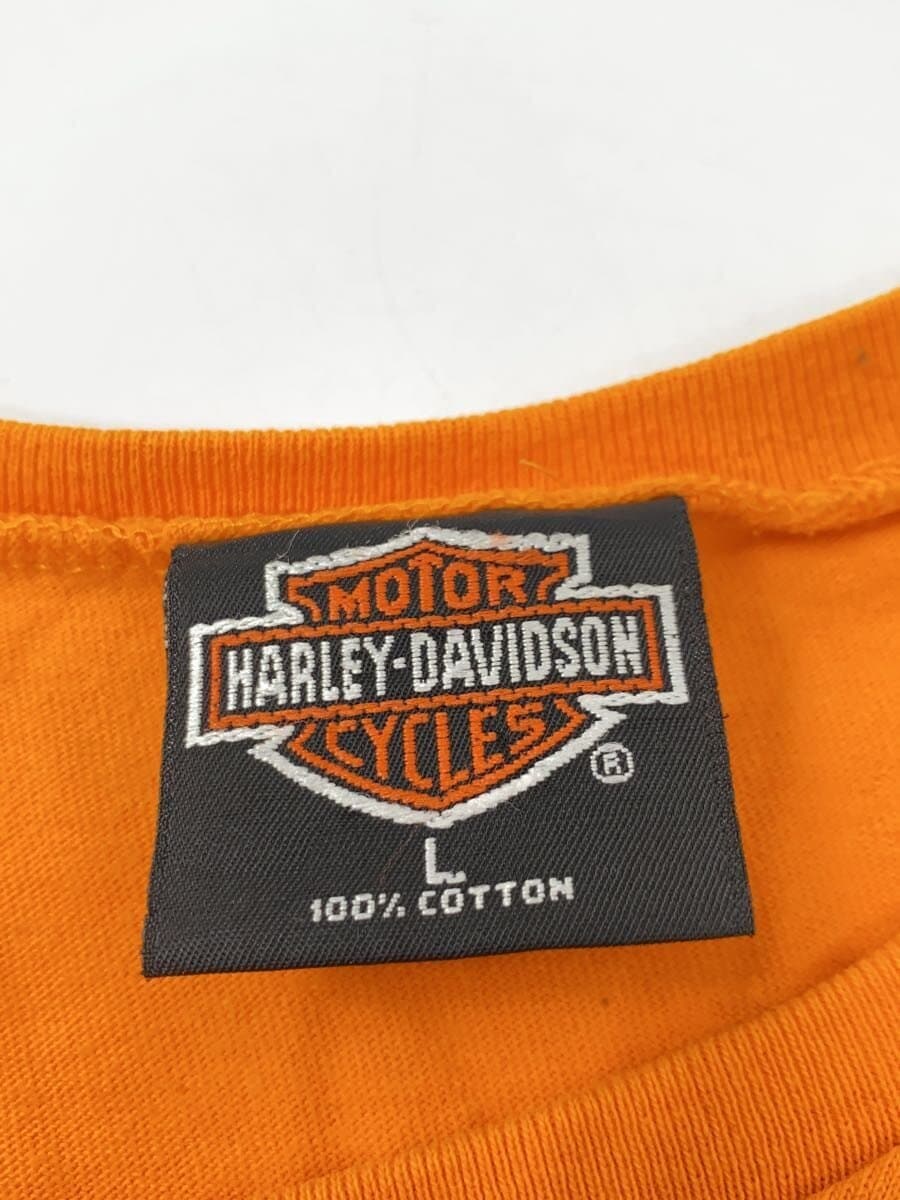 MOTOR
HARLEY-DAVIDSON
CYCLES
®
L
100% COTTON